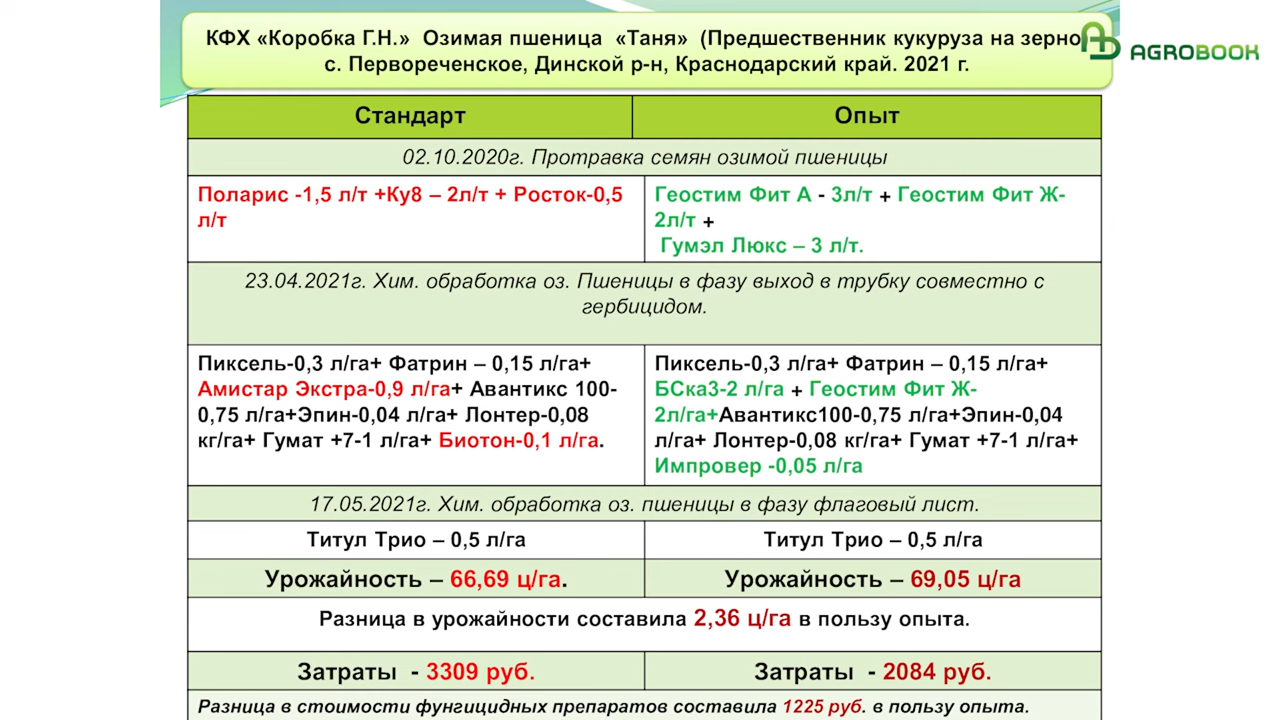 КФХ «Коробка Г.Н.» Озимая пшеница «Таня» (Предшественник кукуруза на зерно
с. Первореченское, Динской р-н, Краснодарский край. 2021 г.
AGROBOOK
Стандарт
Опыт
02.10.2020г. Протравка семян озимой пшеницы
Поларис -1,5 л/т +Ку8 – 2л/т + Росток-0,5
л/т
Геостим Фит А - 3л/т + Геостим Фит Ж-
2л/т +
Гумэл Люкс – 3 л/т.
23.04.2021г. Хим. обработка оз. Пшеницы в фазу выход в трубку совместно с
гербицидом.
Пиксель-0,3 л/га+ Фатрин – 0,15 л/га+
Амистар Экстра-0,9 л/га+ Авантикс 100-
0,75 л/га+Эпин-0,04 л/га+ Лонтер-0,08
кг/га+ Гумат +7-1 л/га+ Биотон-0,1 л/га.
Пиксель-0,3 л/га+ Фатрин – 0,15 л/га+
БСка3-2 л/га + Геостим Фит Ж-
2л/га+Авантикс100-0,75 л/га+Эпин-0,04
л/га+ Лонтер-0,08 кг/га+ Гумат +7-1 л/га+
Импровер -0,05 л/га
17.05.2021г. Хим. обработка оз. пшеницы в фазу флаговый лист.
Титул Трио – 0,5 л/га
Титул Трио – 0,5 л/га
Урожайность – 66,69 ц/га.
Урожайность – 69,05 ц/га
Разница в урожайности составила 2,36 ц/га в пользу опыта.
Затраты - 3309 руб.
Затраты - 2084 руб.
Разница в стоимости фунгицидных препаратов составила 1225 руб. в пользу опыта.